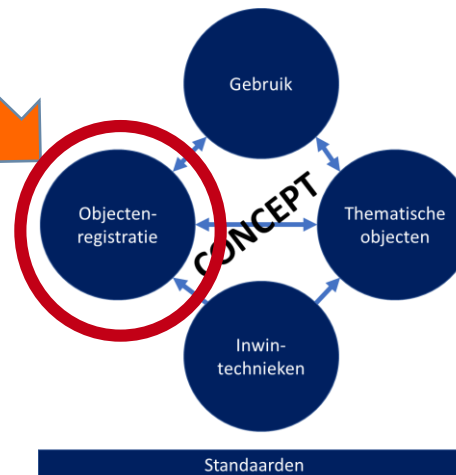 Gebruik
Objecten-
registratie
Thematische
objecten
CONCEPT
Inwin-
technieken
Standaarden